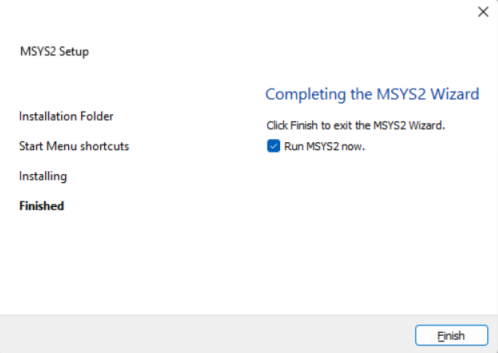 MSYS2 Setup
Installation Folder
Start Menu shortcuts
Installing
Finished
Completing the MSYS2 Wizard
Click Finish to exit the MSYS2 Wizard.
Run MSYS2 now.
Finish